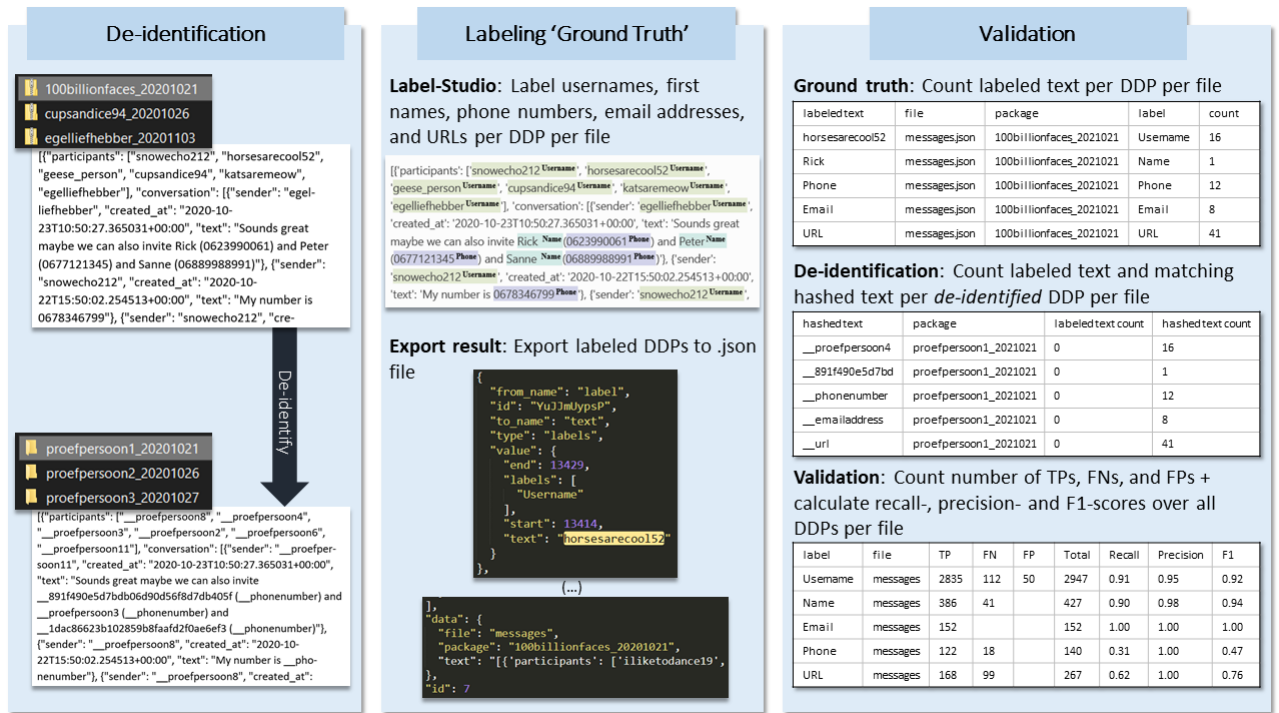 De-identification
100billionfaces_20201021
cupsandice94_20201026
egelliefhebber_20201103
[{"participants": ["snowecho212", "horsesarecool52",
"geese_person", "cupsandice94", "katsaremeow",
"egelliefhebber"], "conversation": [{"sender": "egel-
liefhebber", "created_at": "2020-10-
23T10:50:27.365031+00:00", "text": "Sounds great
maybe we can also invite Rick (0623990061) and Peter
(0677121345) and Sanne (06889988991)"}, {"sender":
"snowecho212", "created_at": "2020-10-
22T15:50:02.254513+00:00", "text": "My number is
0678346799"}, {"sender": "snowecho212", "cre-
De-identify
proefpersoon1_20201021
proefpersoon2_20201026
proefpersoon3_20201027
[{"participants": ["__proefpersoon8", "__proefpersoon4",
"__proefpersoon3", "__proefpersoon2", "__proefpersoon6",
"__proefpersoon11"], "conversation": [{"sender": "__proefper-
soon11", "created_at": "2020-10-23T10:50:27.365031+00:00",
"text": "Sounds great maybe we can also invite
__891f490e5d7bdb06d90d56f8d7db405f (__phonenumber) and
__proefpersoon3 (__phonenumber) and
__1dac86623b102859b8faafd2f0ae6ef3 (__phonenumber)"},
{"sender": "__proefpersoon8", "created_at": "2020-10-
22T15:50:02.254513+00:00", "text": "My number is __pho-
nenumber"}, {"sender": "__proefpersoon8", "created_at":
Labeling ‘Ground Truth’
Label-Studio: Label usernames, first
names, phone numbers, email addresses,
and URLs per DDP per file
[{'participants': ['snowecho212 Username', 'horsesarecool52 Username',
'geese_person Username', 'cupsandice94 Username', 'katsaremeow Username',
'egelliefhebber Username'], 'conversation': [{'sender': 'egelliefhebber Username',
'created_at': '2020-10-23T10:50:27.365031+00:00', 'text': 'Sounds great
maybe we can also invite Rick Name (0623990061 Phone) and Peter Name
(0677121345 Phone) and Sanne Name (06889988991 Phone)'}, {'sender':
'snowecho212 Username', 'created_at': '2020-10-22T15:50:02.254513+00:00',
'text': 'My number is 0678346799 Phone'}, {'sender': 'snowecho212 Username',
Export result: Export labeled DDPs to .json
file
{
"from_name": "label",
"id": "YuJJmUypsP",
"to_name": "text",
"type": "labels",
"value": {
"end": 13429,
"labels": [
"Username"
],
"start": 13414,
"text": "horsesarecool52"
}
},
(...)
],
"data": {
"file": "messages",
"package": "100billionfaces_20201021",
"text": "[{'participants': ['iliketodance19',
},
"id": 7
Validation
Ground truth: Count labeled text per DDP per file
labeled text file package label count
horsesarecool52 messages.json 100billionfaces_2021021 Username 16
Rick messages.json 100billionfaces_2021021 Name 1
Phone messages.json 100billionfaces_2021021 Phone 12
Email messages.json 100billionfaces_2021021 Email 8
URL messages.json 100billionfaces_2021021 URL 41
De-identification: Count labeled text and matching
hashed text per de-identified DDP per file
hashed text package labeled text count hashed text count
__proefpersoon4 proefpersoon1_2021021 0 16
__891f490e5d7bd proefpersoon1_2021021 0 1
__phonenumber proefpersoon1_2021021 0 12
__emailaddress proefpersoon1_2021021 0 8
__url proefpersoon1_2021021 0 41
Validation: Count number of TPs, FNs, and FPs +
calculate recall-, precision- and F1-scores over all
DDPs per file
label file TP FN FP Total Recall Precision F1
Username messages 2835 112 50 2947 0.91 0.95 0.92
Name messages 386 41 427 0.90 0.98 0.94
Email messages 152 152 1.00 1.00 1.00
Phone messages 122 18 140 0.31 1.00 0.47
URL messages 168 99 267 0.62 1.00 0.76